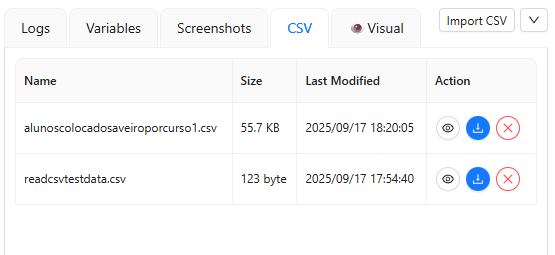 Logs Variables Screenshots CSV Visual Import CSV
Name Size Last Modified Action
alunoscolocadosaveiroporcurso1.csv 55.7 KB 2025/09/17 18:20:05
readcsvtestdata.csv 123 byte 2025/09/17 17:54:40